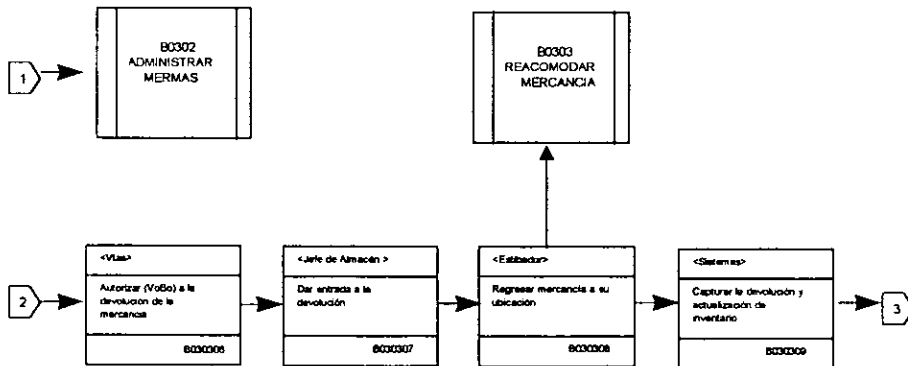 B0302
ADMINISTRAR
MERMAS
B0303
REACOMODAR
MERCANCIA
1
<Vtas>
Autorizar (VoBo) a la
devolución de la
mercancia
B030306
<Jefe de Almacén >
Dar entrada a la
devolución
B030307
<Estibador>
Regresar mercancia a su
ubicación
B030308
<Sistemas>
Capturar la devolución y
actualización de
inventario
B030309
2
3